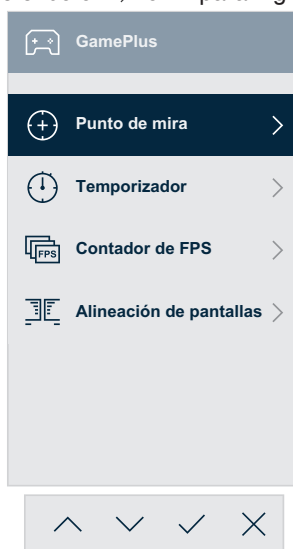 GamePlus
Punto de mira
Temporizador
FPS
Contador de FPS
Alineación de pantallas